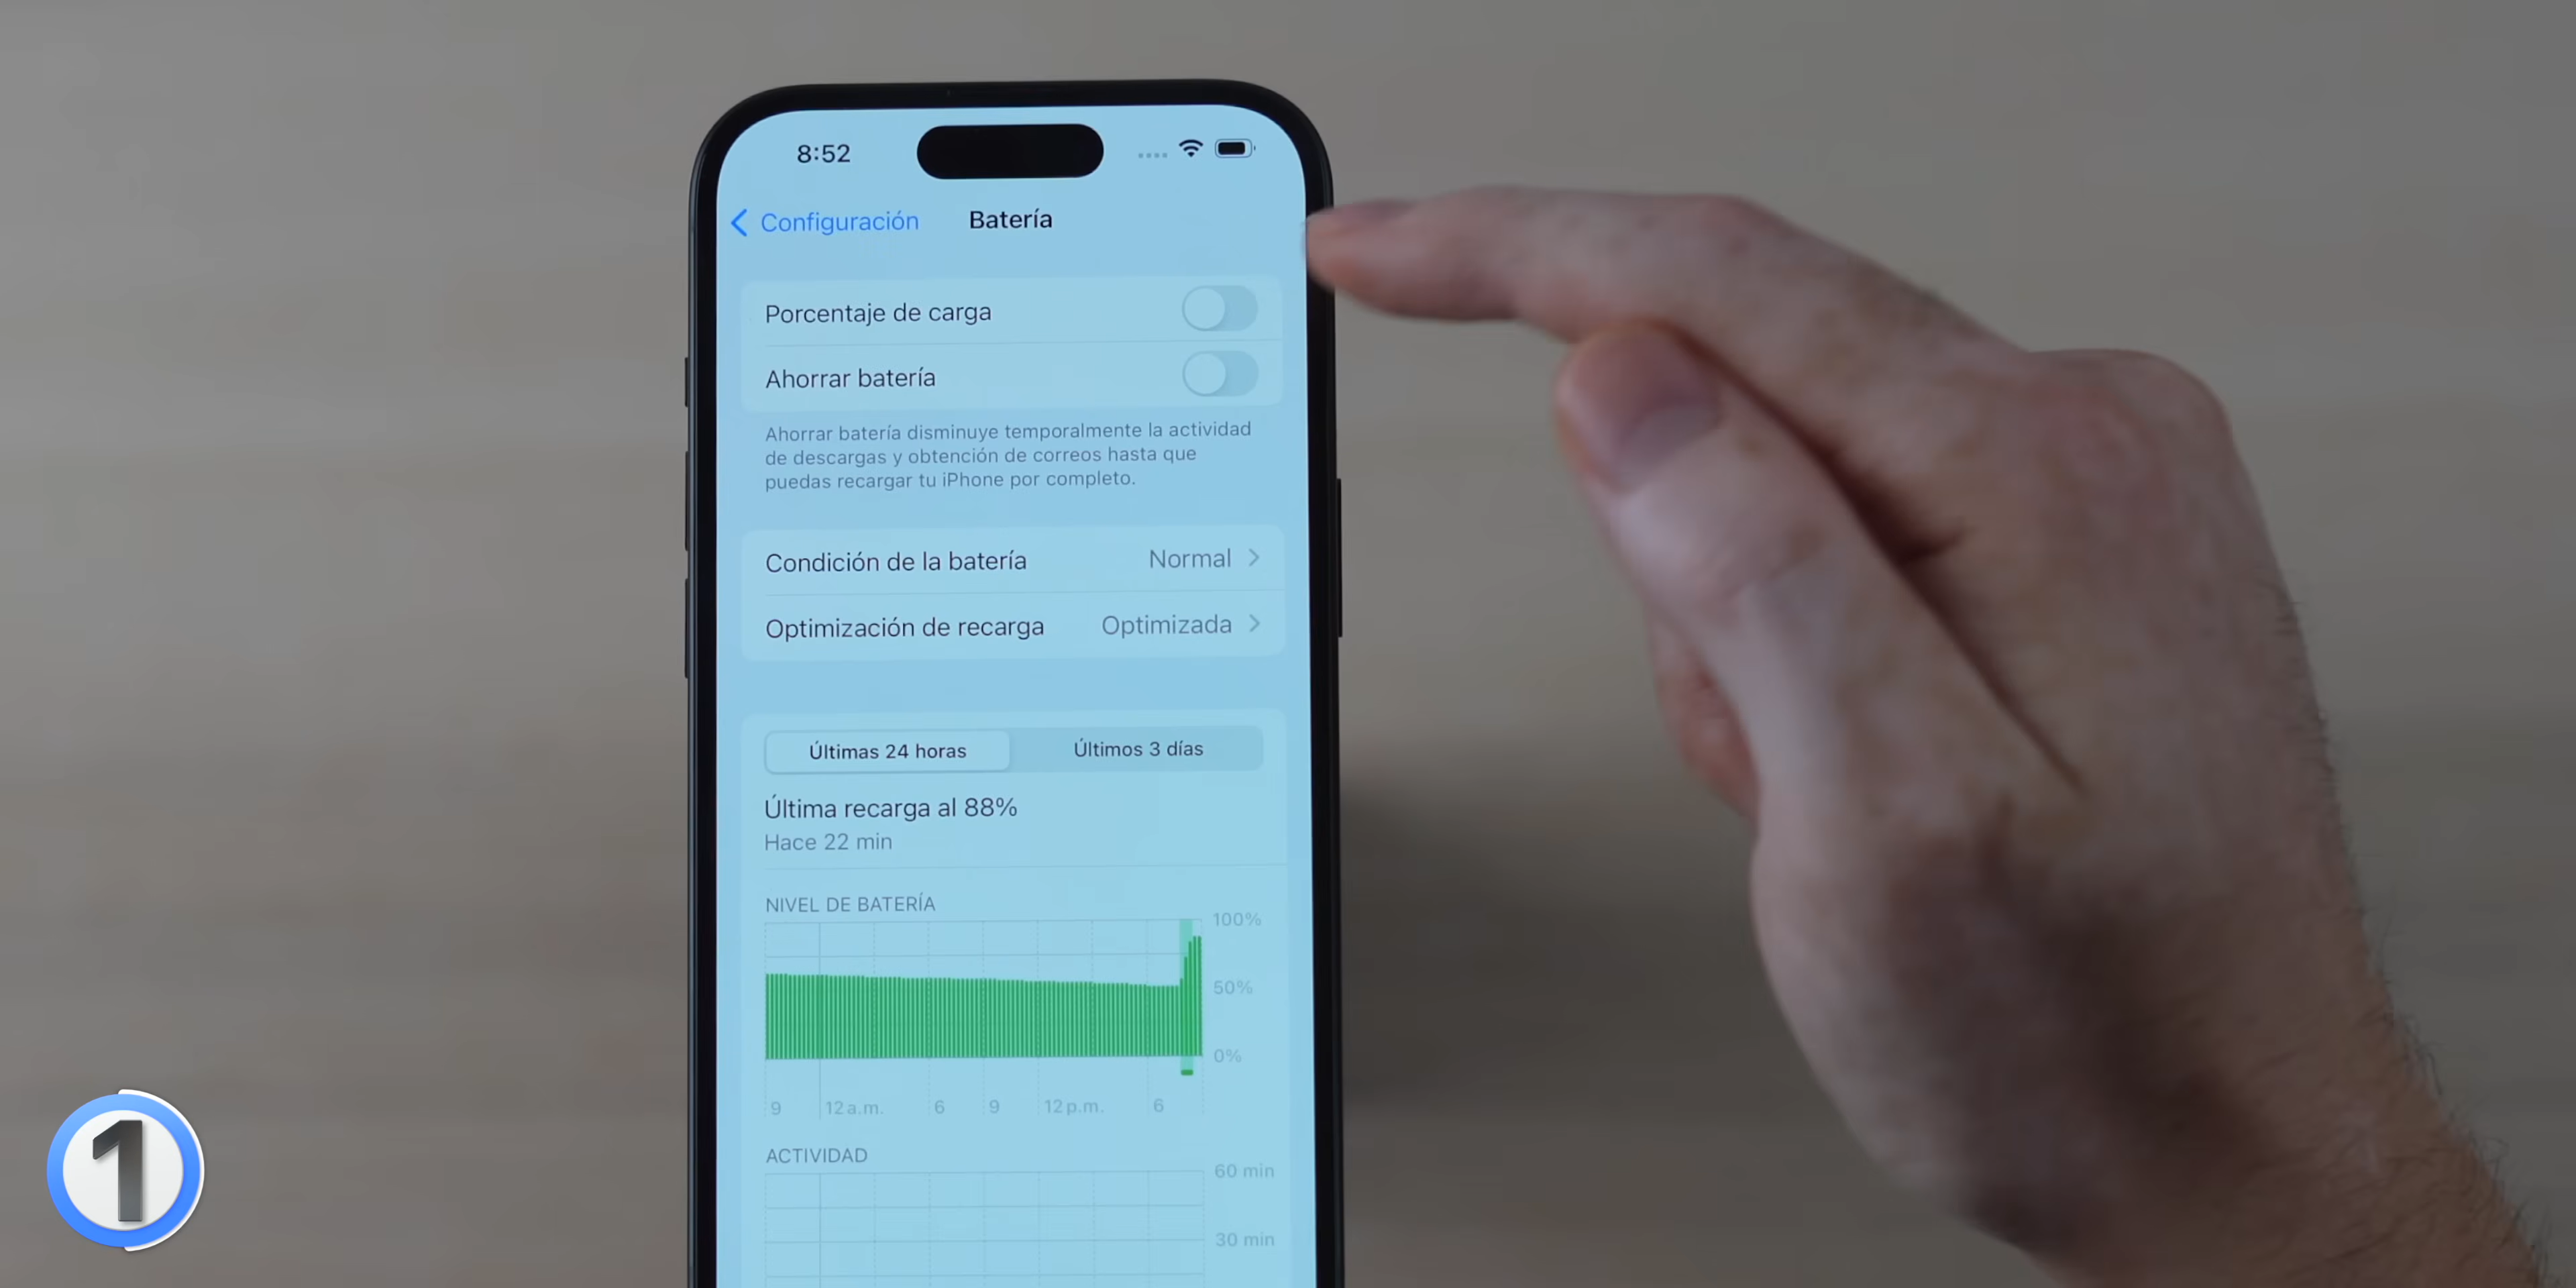 8:52
Configuración
Batería
Porcentaje de carga
Ahorrar batería
Ahorrar batería disminuye temporalmente la actividad
de descargas y obtención de correos hasta que
puedas recargar tu iPhone por completo.
Condición de la batería Normal
Optimización de recarga Optimizada
Últimas 24 horas Últimos 3 días
Última recarga al 88%
Hace 22 min
NIVEL DE BATERÍA
100%
50%
0%
9 12 a.m. 6 9 12 p.m. 6
ACTIVIDAD
60 min
30 min
1